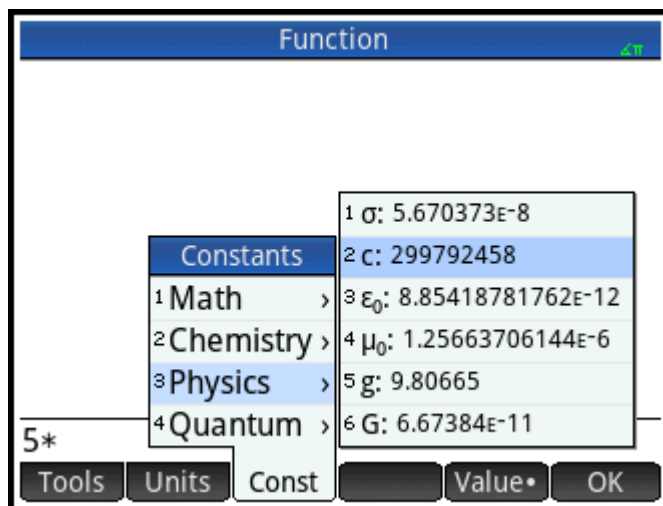 Function
∡π
1 σ: 5.670373E-8
Constants
2 c: 299792458
1 Math ›
3 ε₀: 8.85418781762E-12
2 Chemistry ›
4 μ₀: 1.25663706144E-6
3 Physics ›
5 g: 9.80665
4 Quantum ›
6 G: 6.67384E-11
5*
Tools Units Const Value• OK